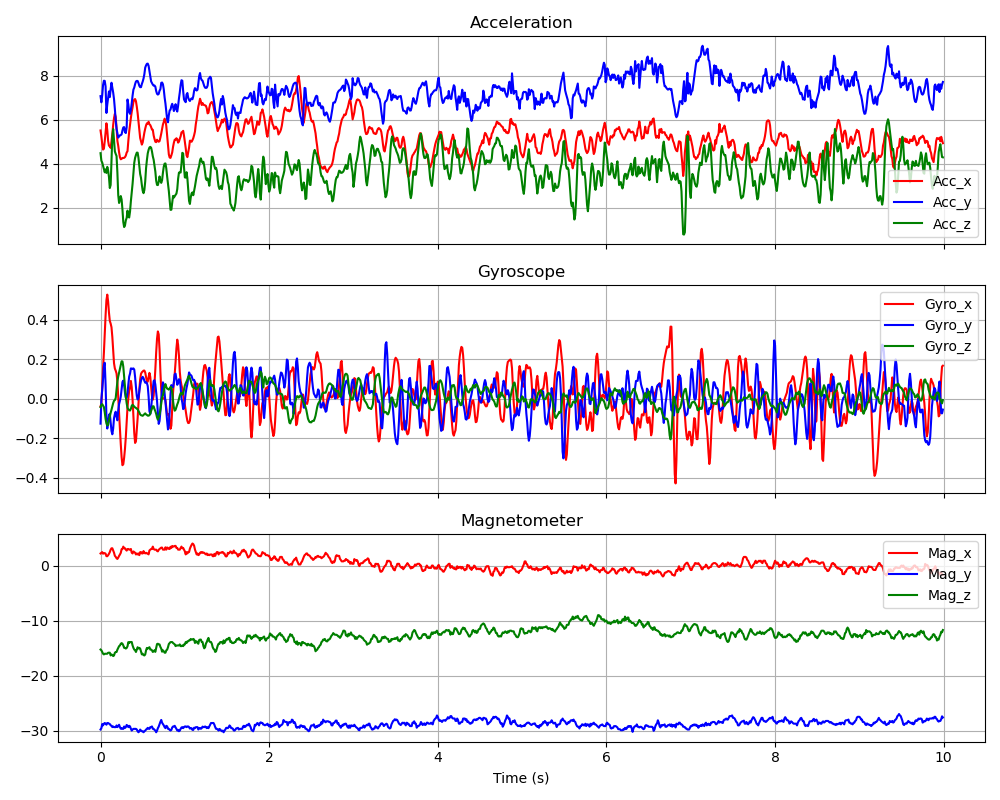 Acceleration
8
6
4
2
Acc_x
Acc_y
Acc_z
Gyroscope
0.4
0.2
0.0
−0.2
−0.4
Gyro_x
Gyro_y
Gyro_z
Magnetometer
0
−10
−20
−30
Mag_x
Mag_y
Mag_z
0 2 4 6 8 10
Time (s)